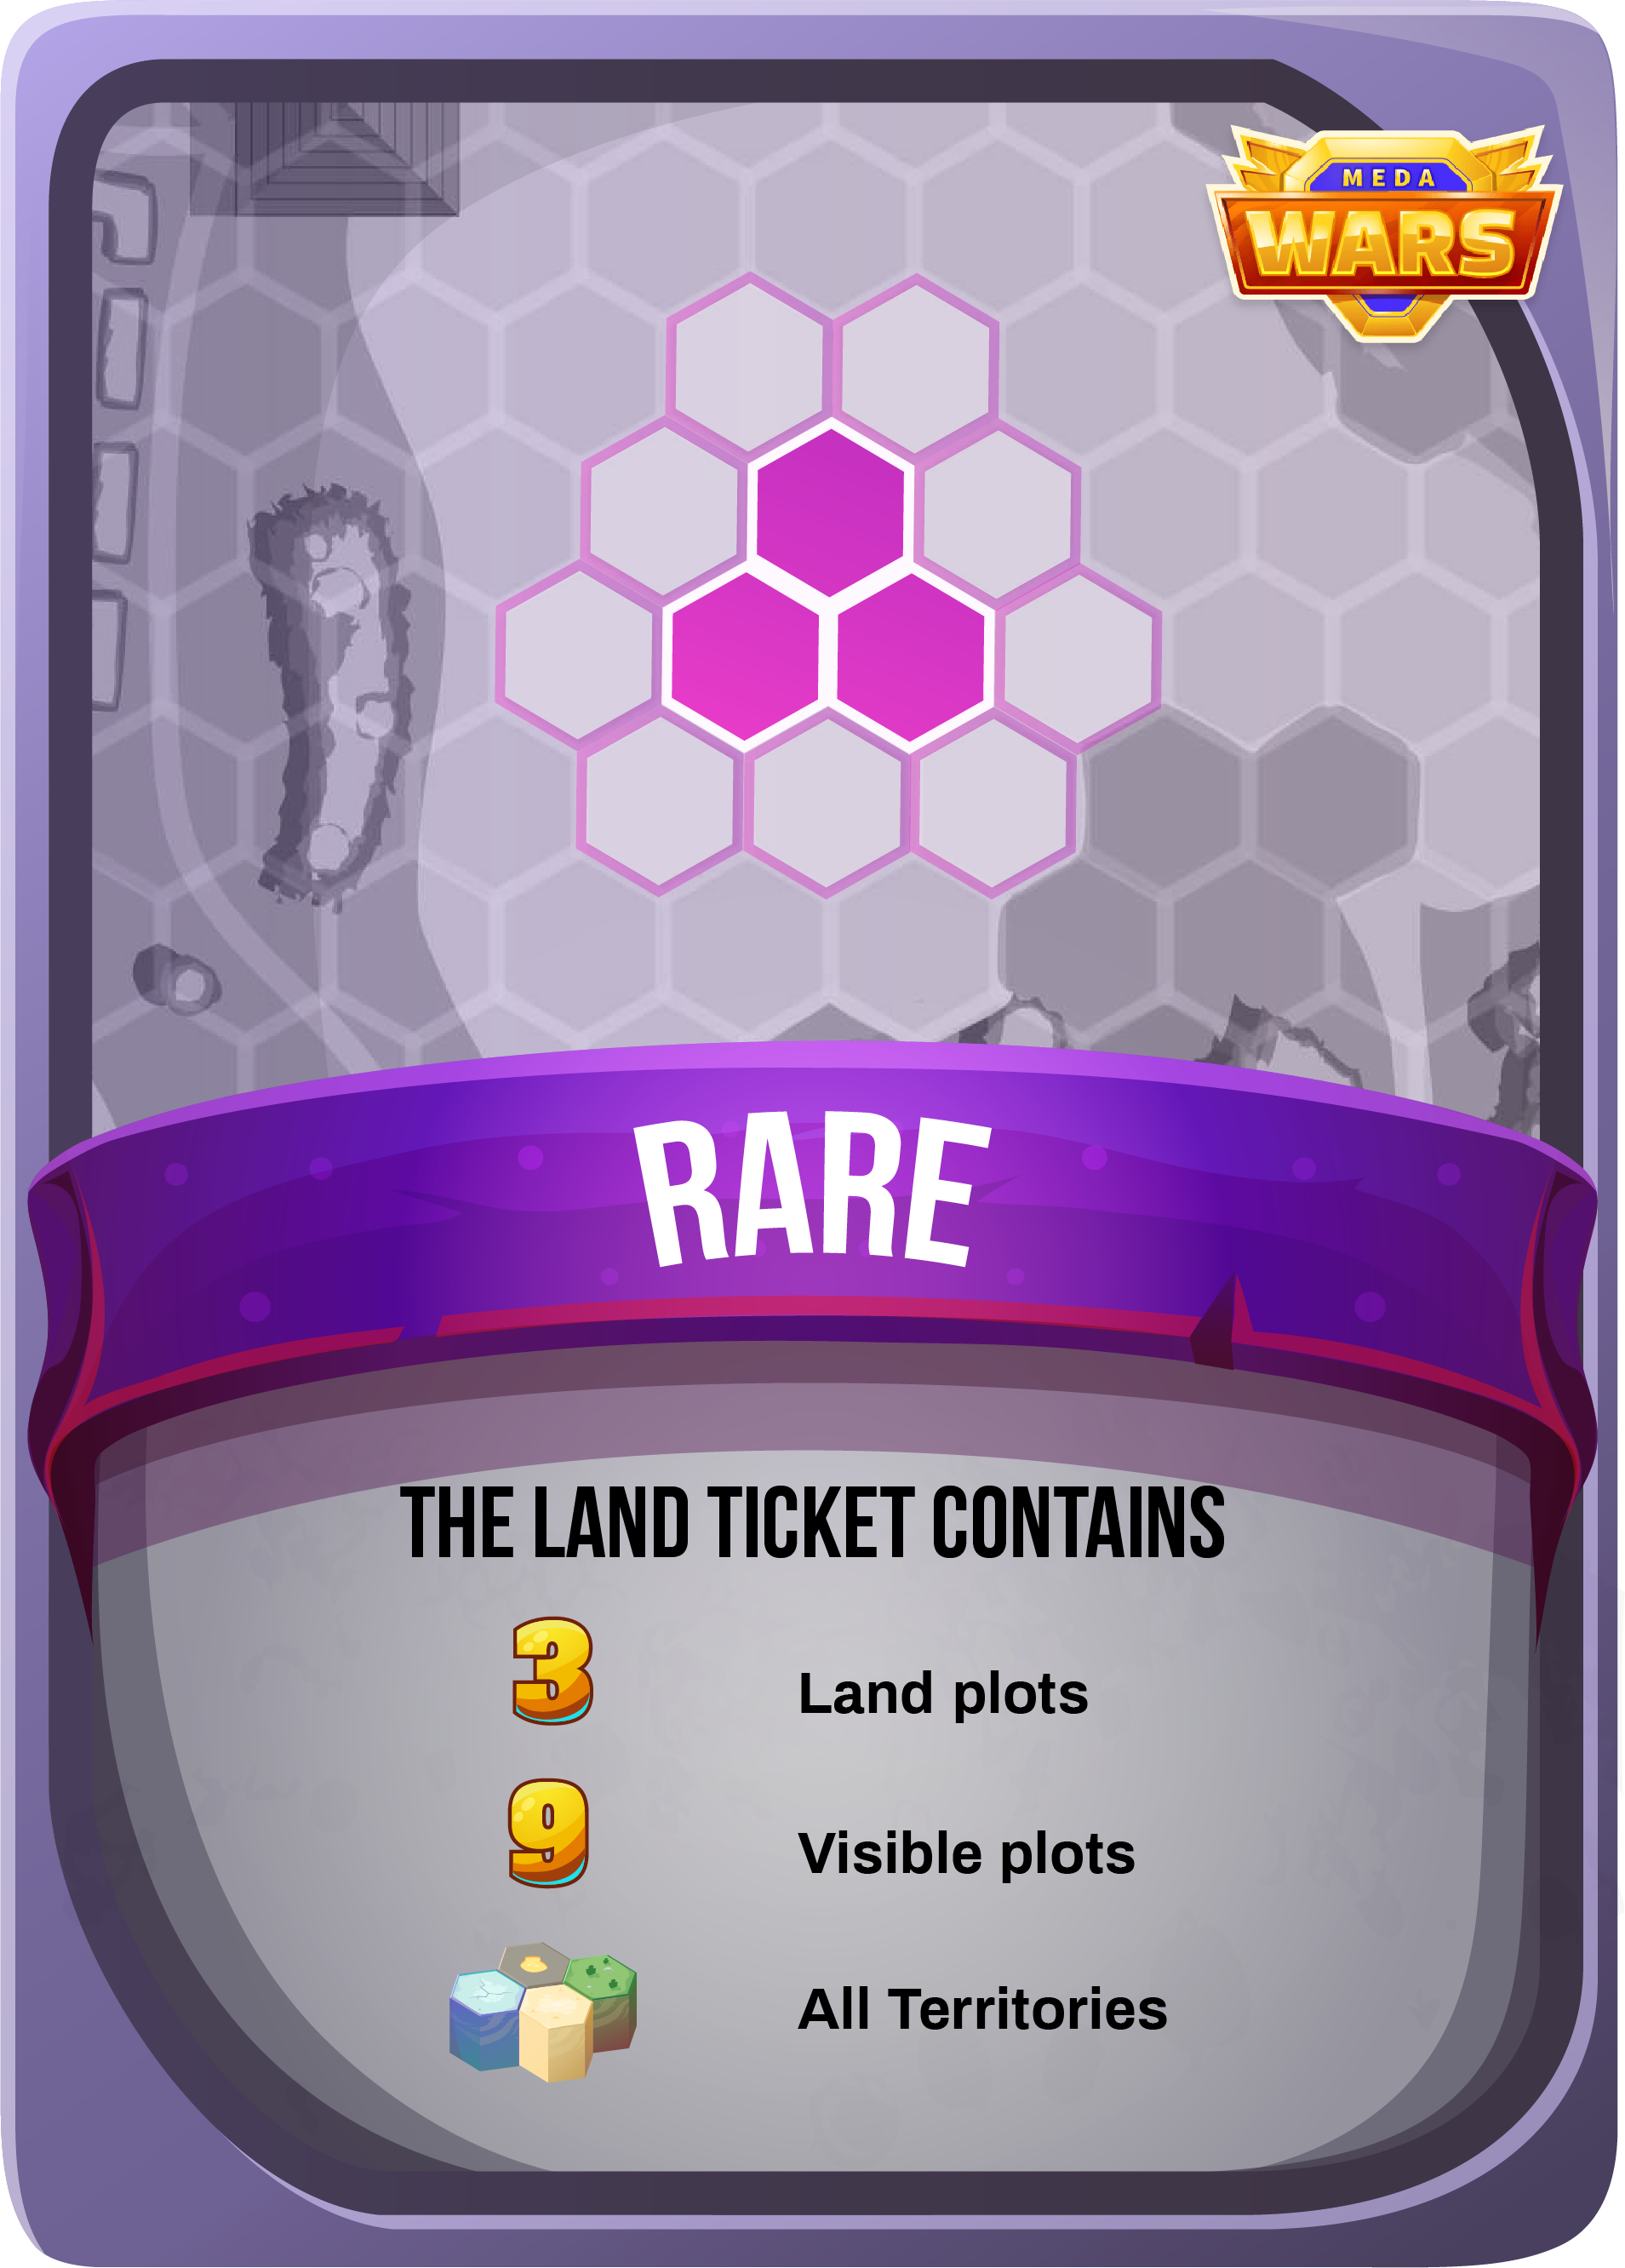 MEDA
WARS
RARE
THE LAND TICKET CONTAINS
3 Land plots
9 Visible plots
All Territories